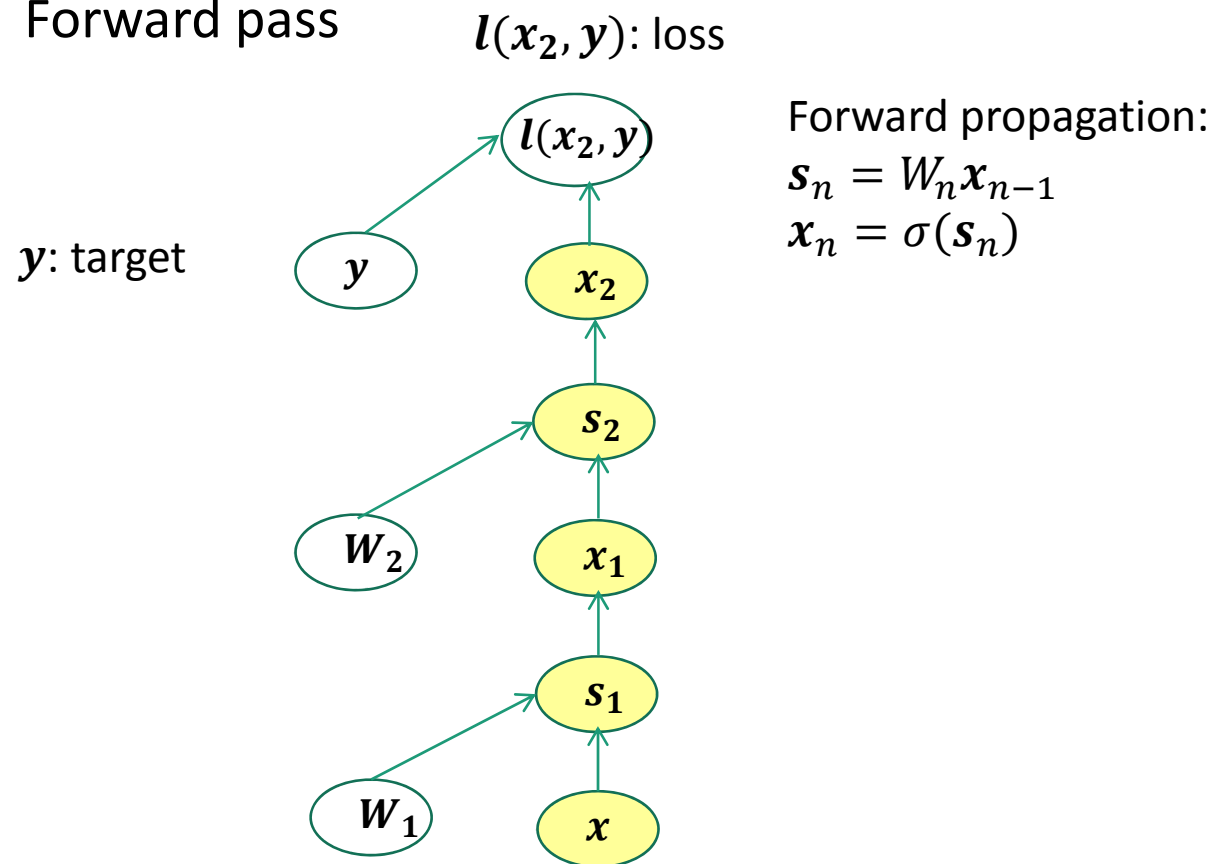 Forward pass
l(x₂, y): loss
Forward propagation:
sₙ = Wₙxₙ₋₁
xₙ = σ(sₙ)
l(x₂, y)
y: target
y
x₂
s₂
W₂
x₁
s₁
W₁
x